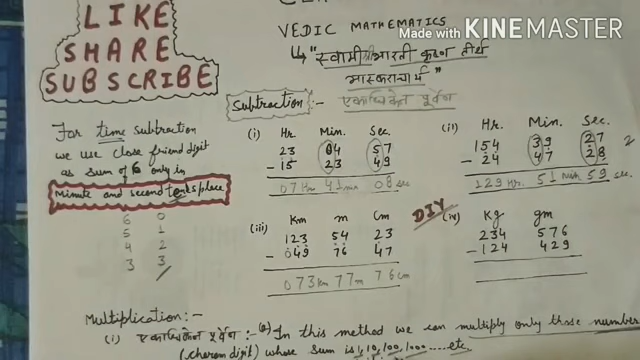 LIKE
SHARE
SUBSCRIBE
Made with KINEMASTER
VEDIC MATHEMATICS
↳ "स्वामी श्री भारती कृष्ण तीर्थ
भास्कराचार्य"
Subtraction :- एकाधिकेन पूर्वेण
For time subtraction
we use close friend digit
as sum of 6 only in
Minute and second tens place
6 0
5 1
4 2
3 3
(i) Hr. Min. Sec.
23 04 57
- 15 23 49
07 Hr 41 min 08 sec
(ii) Hr. Min. Sec.
154 39 27
- 24 47 28
129 Hr. 51 min 59 sec
(iii) Km m cm
123 54 23
- 049 76 47
073 km 77 m 76 cm
DIY (iv) Kg gm
234 576
- 124 429
Multiplication :-
(i) एकाधिकेन पूर्वेण :- (a) In this method we can multiply only those number
(charam digit) whose sum is 1, 10, 100, 1000 ..... etc.